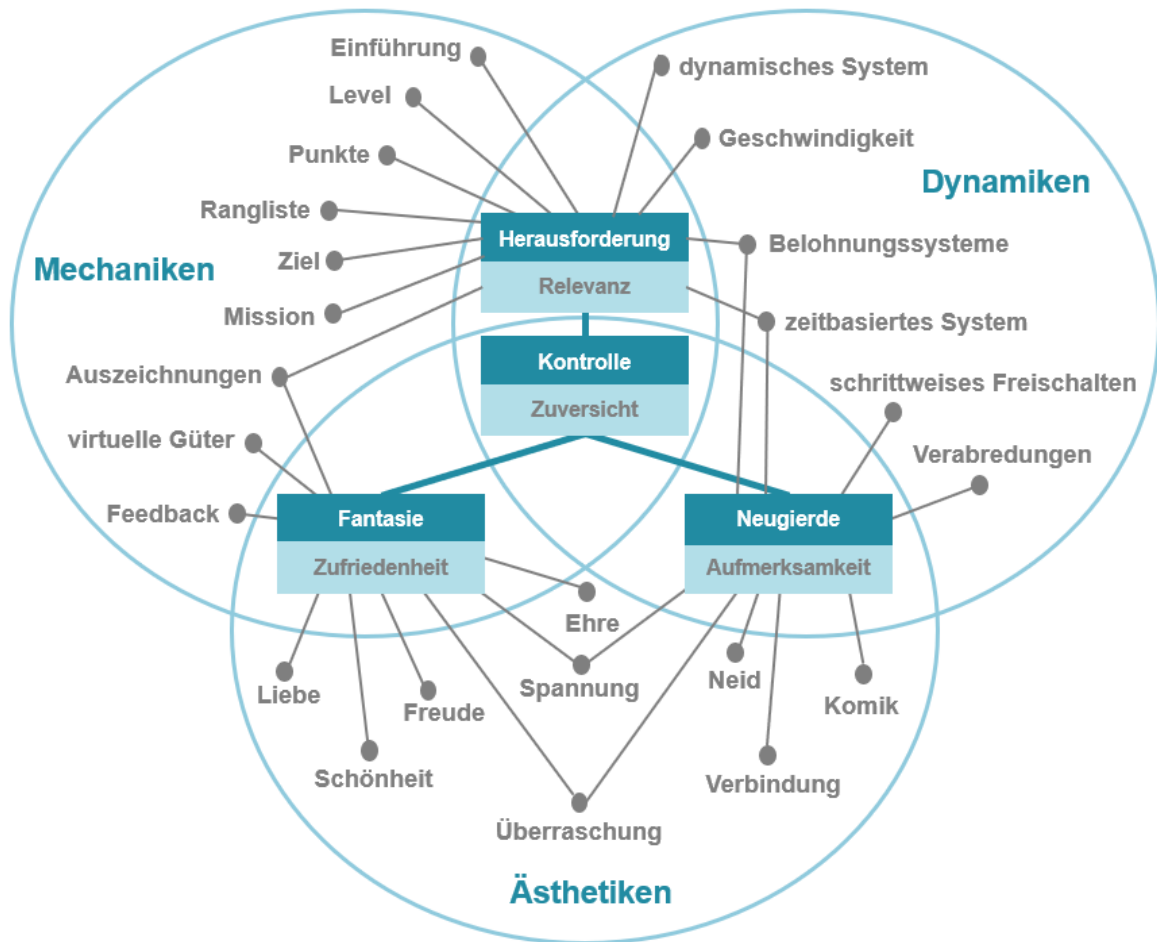 Einführung
dynamisches System
Level
Geschwindigkeit
Punkte
Dynamiken
Rangliste
Herausforderung
Belohnungssysteme
Ziel
Mechaniken
Relevanz
Mission
zeitbasiertes System
Kontrolle
Auszeichnungen
schrittweises Freischalten
Zuversicht
virtuelle Güter
Verabredungen
Feedback
Fantasie
Neugierde
Zufriedenheit
Aufmerksamkeit
Ehre
Liebe
Freude
Spannung
Neid
Komik
Schönheit
Verbindung
Überraschung
Ästhetiken